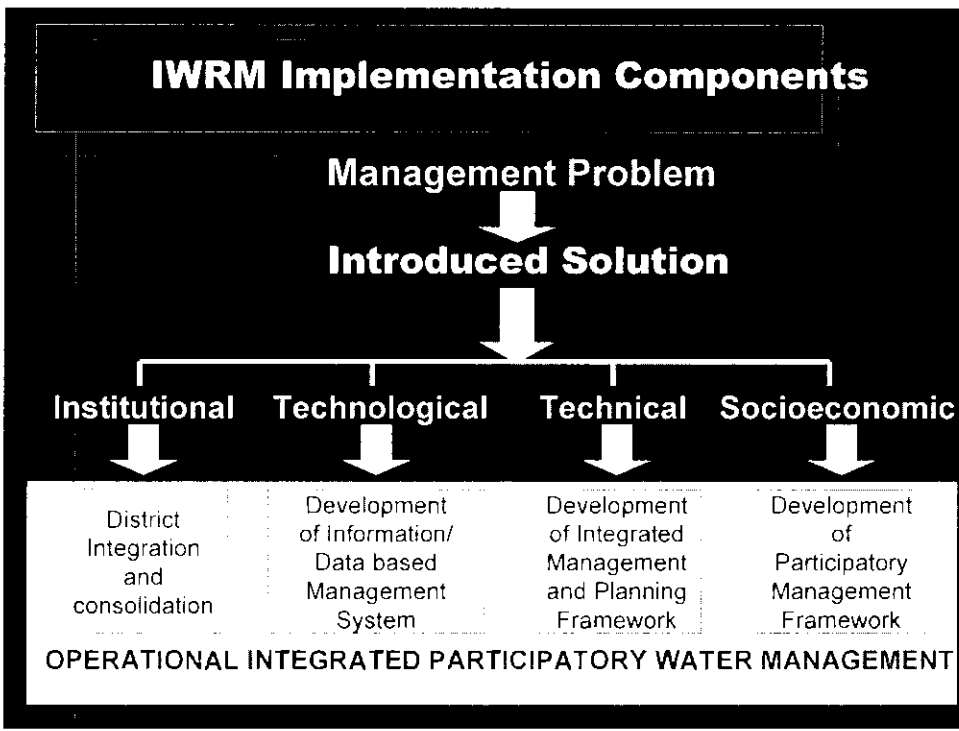 IWRM Implementation Components
Management Problem
Introduced Solution
Institutional
Technological
Technical
Socioeconomic
District
Integration
and
consolidation
Development
of Information/
Data based
Management
System
Development
of Integrated
Management
and Planning
Framework
Development
of
Participatory
Management
Framework
OPERATIONAL INTEGRATED PARTICIPATORY WATER MANAGEMENT